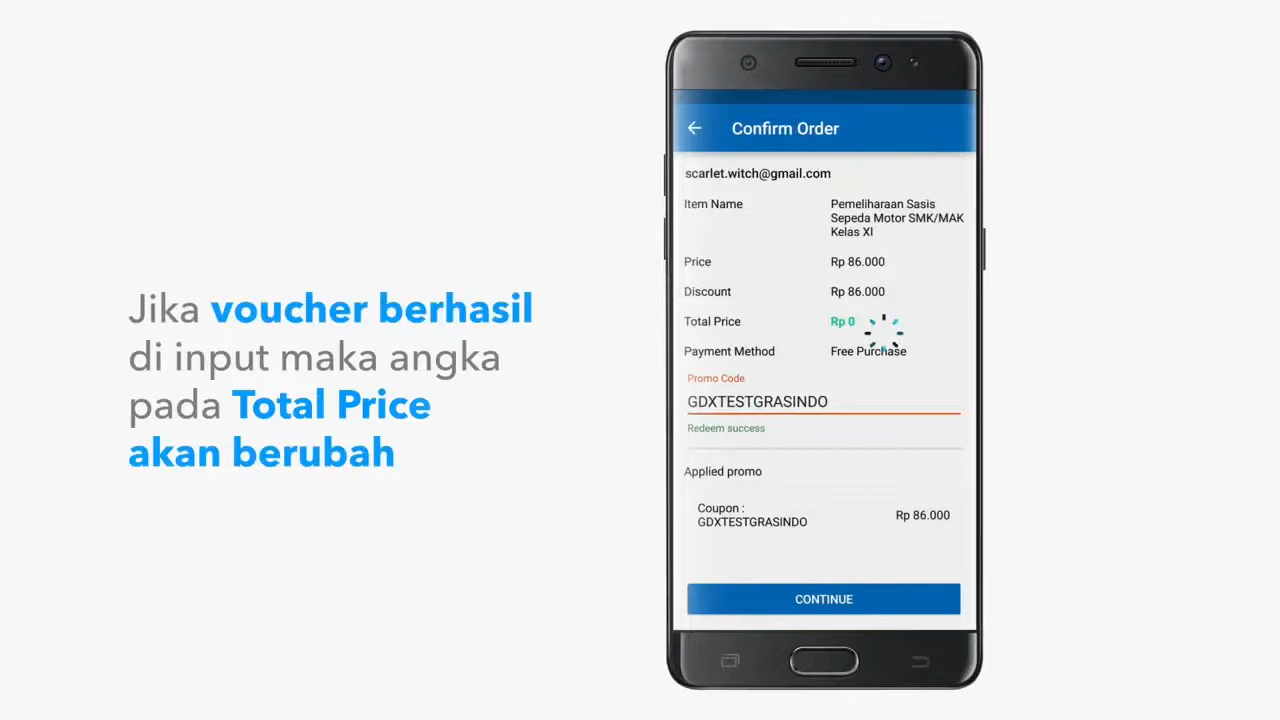 Jika voucher berhasil
di input maka angka
pada Total Price
akan berubah
Confirm Order
scarlet.witch@gmail.com
Item Name
Pemeliharaan Sasis
Sepeda Motor SMK/MAK
Kelas XI
Price
Rp 86.000
Discount
Rp 86.000
Total Price
Rp 0
Payment Method
Free Purchase
Promo Code
GDXTESTGRASINDO
Redeem success
Applied promo
Coupon :
GDXTESTGRASINDO
Rp 86.000
CONTINUE